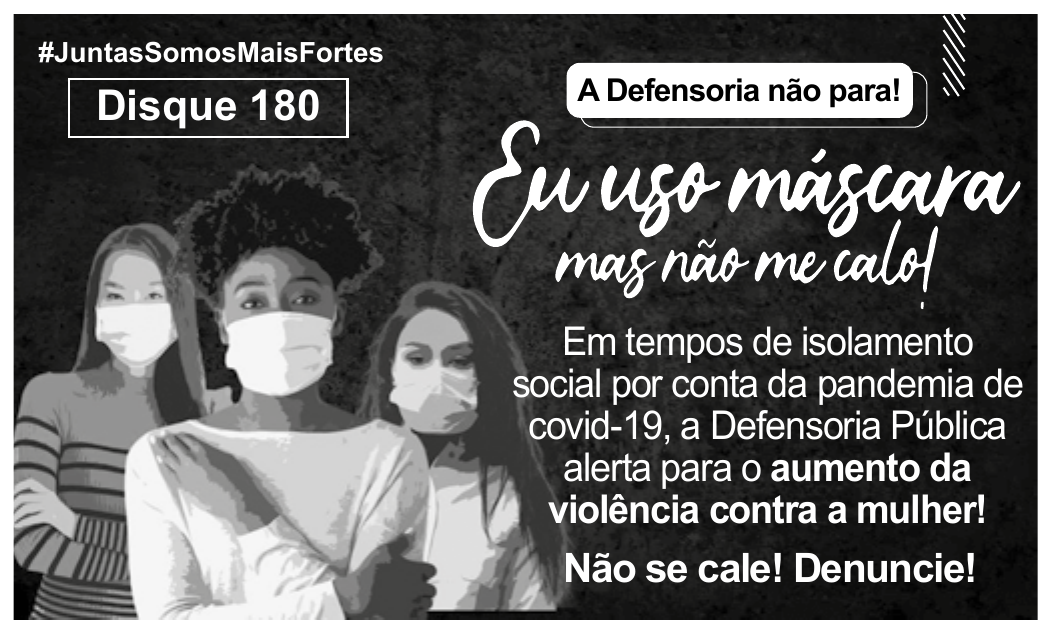 #JuntasSomosMaisFortes
Disque 180
A Defensoria não para!
Eu uso máscara
mas não me calo!
Em tempos de isolamento
social por conta da pandemia de
covid-19, a Defensoria Pública
alerta para o aumento da
violência contra a mulher!
Não se cale! Denuncie!